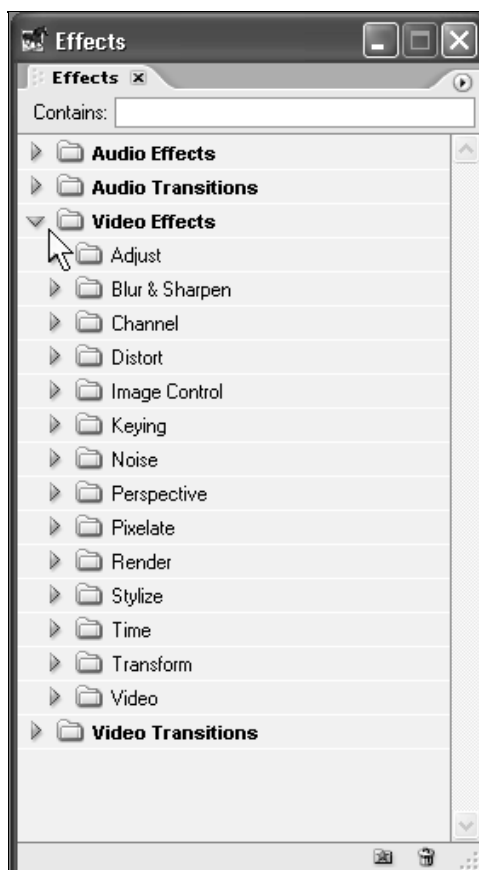 Effects
Effects
Contains:
Audio Effects
Audio Transitions
Video Effects
Adjust
Blur & Sharpen
Channel
Distort
Image Control
Keying
Noise
Perspective
Pixelate
Render
Stylize
Time
Transform
Video
Video Transitions